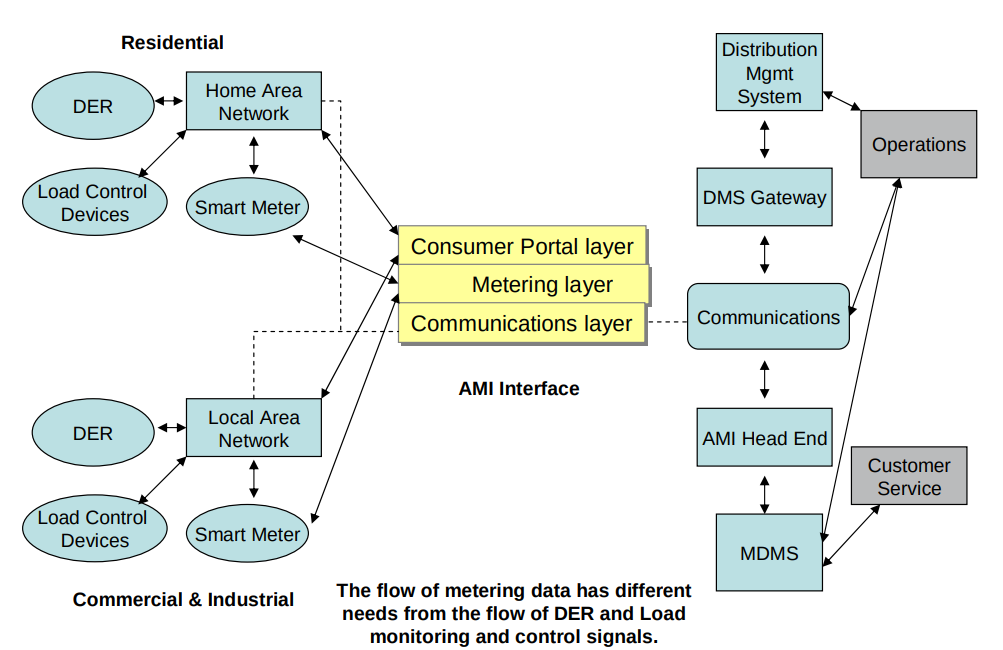 Residential
DER
Home Area
Network
Load Control
Devices
Smart Meter
Consumer Portal layer
Metering layer
Communications layer
AMI Interface
DER
Local Area
Network
Load Control
Devices
Smart Meter
Commercial & Industrial
The flow of metering data has different
needs from the flow of DER and Load
monitoring and control signals.
Distribution
Mgmt
System
Operations
DMS Gateway
Communications
AMI Head End
Customer
Service
MDMS